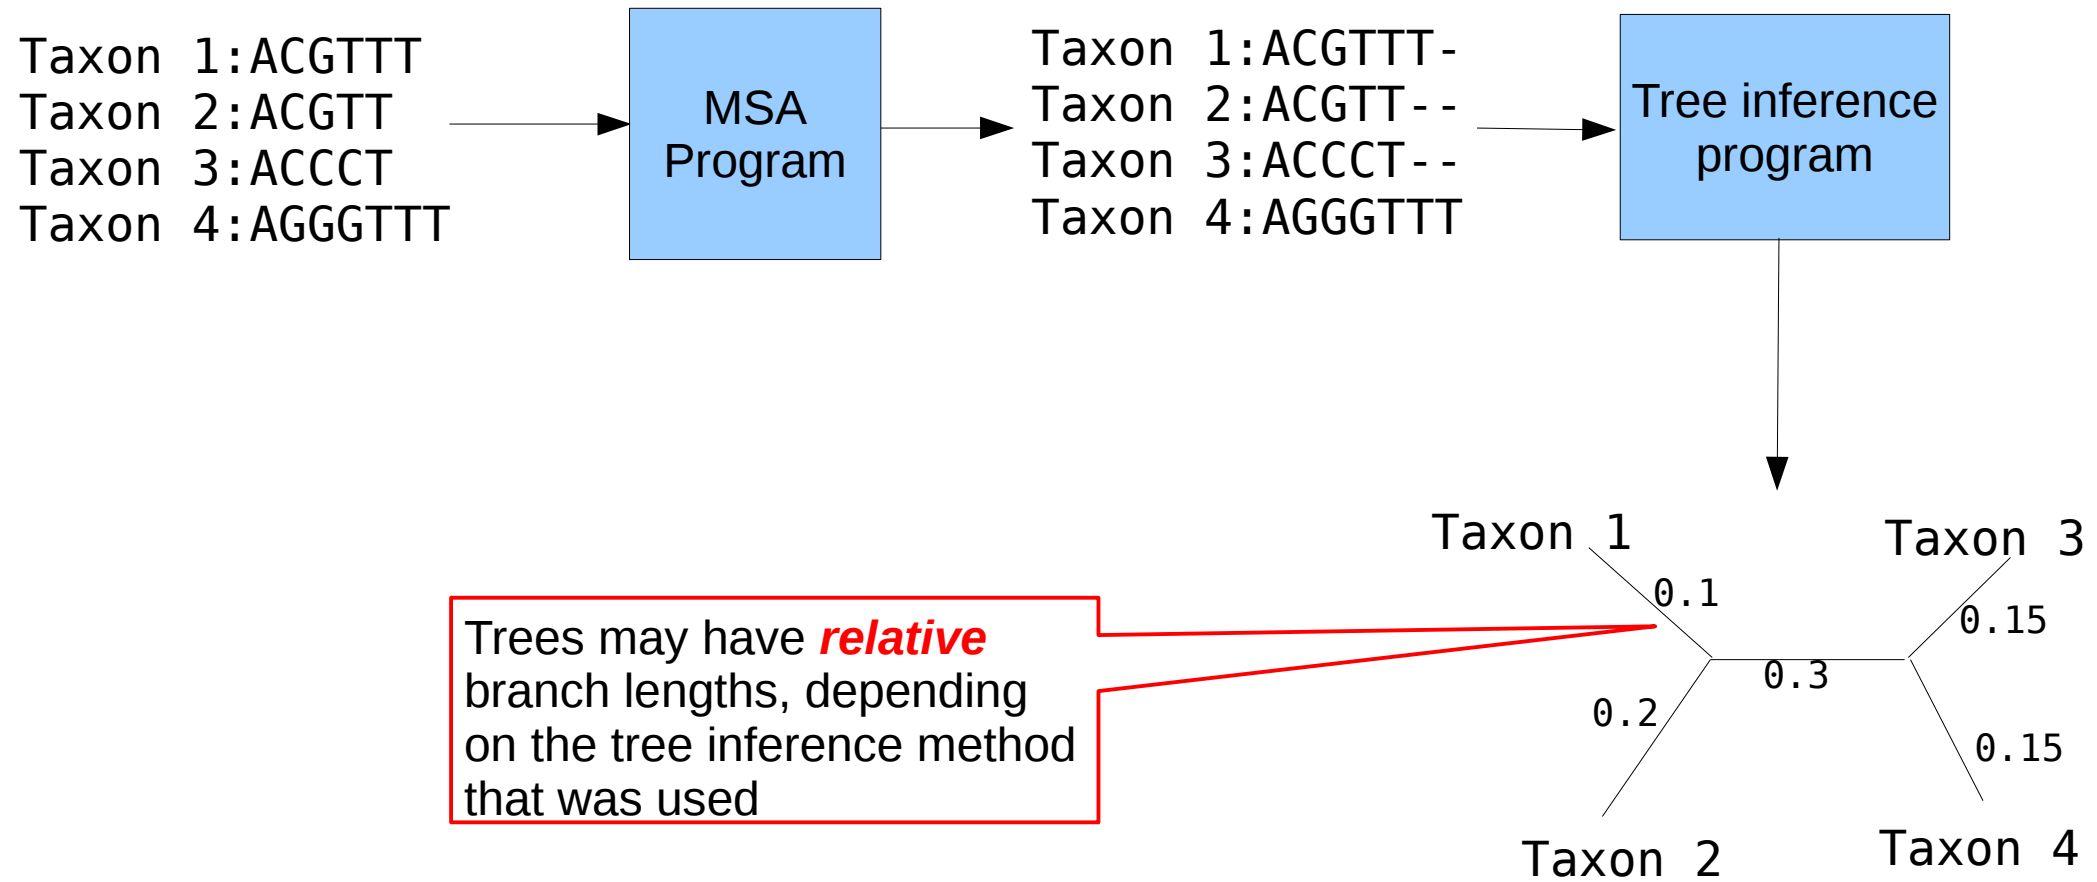 Taxon 1:ACGTTT
Taxon 2:ACGTT
Taxon 3:ACCCT
Taxon 4:AGGGTTT
MSA
Program
Taxon 1:ACGTTT-
Taxon 2:ACGTT--
Taxon 3:ACCCT--
Taxon 4:AGGGTTT
Tree inference
program
Trees may have relative
branch lengths, depending
on the tree inference method
that was used
Taxon 1
Taxon 3
0.1
0.15
0.3
0.2
0.15
Taxon 2
Taxon 4